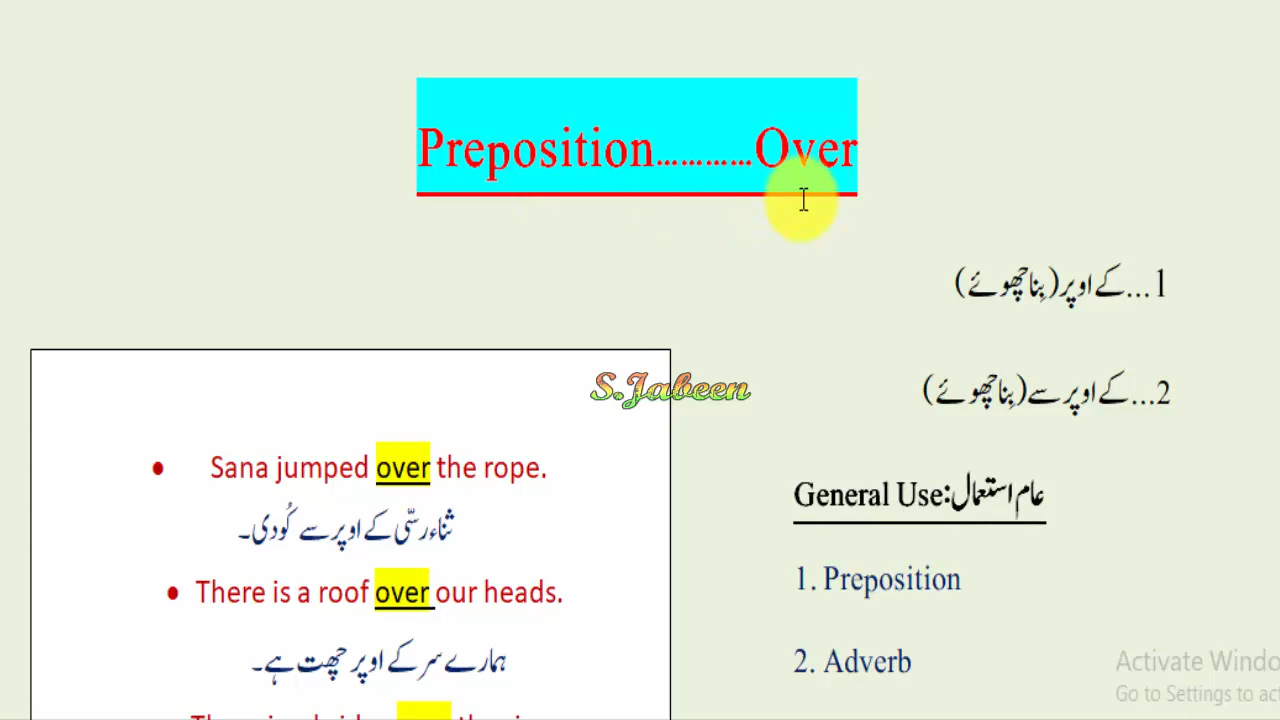 Preposition............Over
1...کے اوپر(بِنا چھوئے)
2...کے اوپر سے(بِنا چھوئے)
S.Jabeen
• Sana jumped over the rope.
ثناء رسّی کے اوپر سے کُودی۔
• There is a roof over our heads.
ہمارے سر کے اوپر چھت ہے۔
General Use:عام استعمال
1. Preposition
2. Adverb
Activate Windo
Go to Settings to act